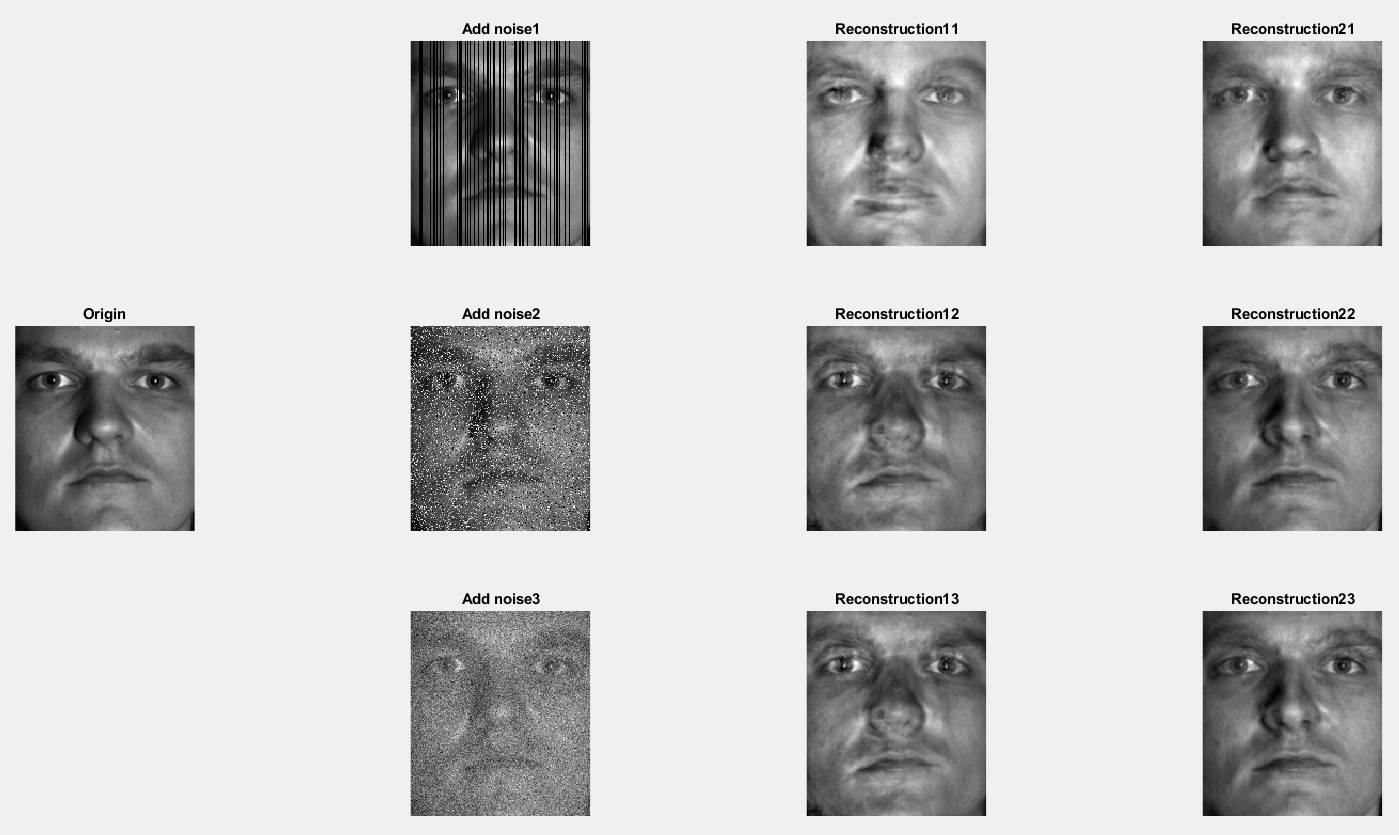 Add noise1
Reconstruction11
Reconstruction21
Origin
Add noise2
Reconstruction12
Reconstruction22
Add noise3
Reconstruction13
Reconstruction23